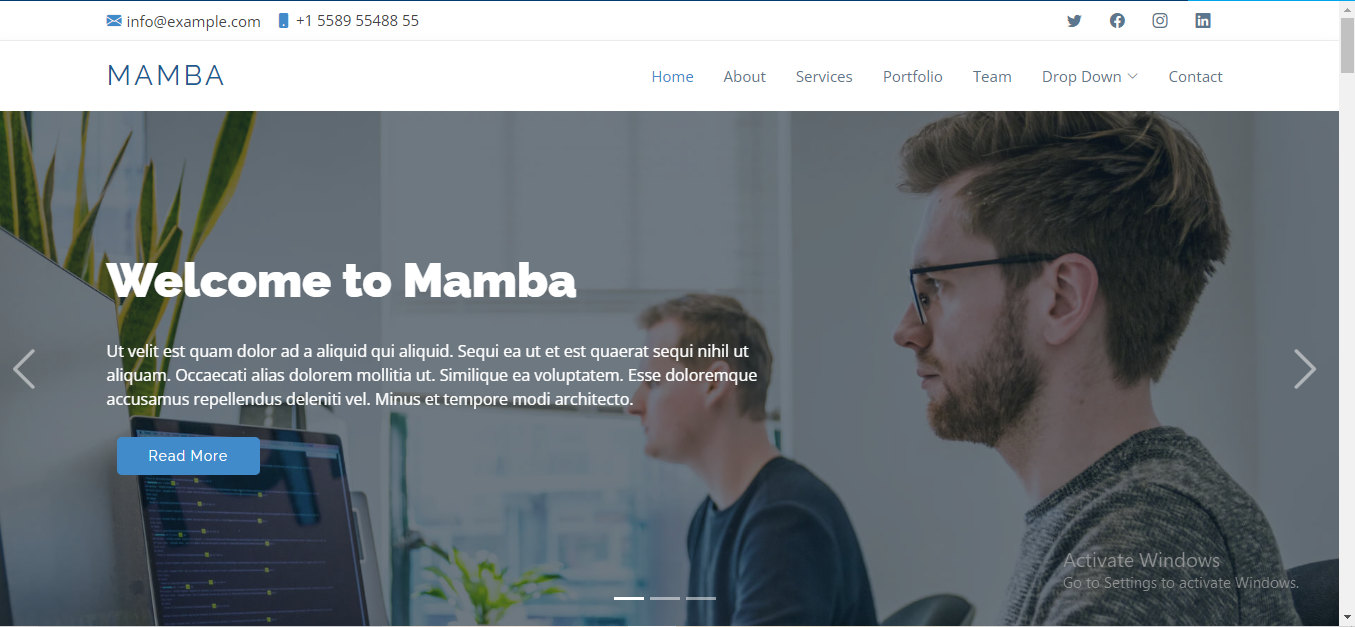 info@example.com +1 5589 55488 55
MAMBA
Home About Services Portfolio Team Drop Down Contact
Welcome to Mamba
Ut velit est quam dolor ad a aliquid qui aliquid. Sequi ea ut et est quaerat sequi nihil ut
aliquam. Occaecati alias dolorem mollitia ut. Similique ea voluptatem. Esse doloremque
accusamus repellendus deleniti vel. Minus et tempore modi architecto.
Read More
Activate Windows
Go to Settings to activate Windows.